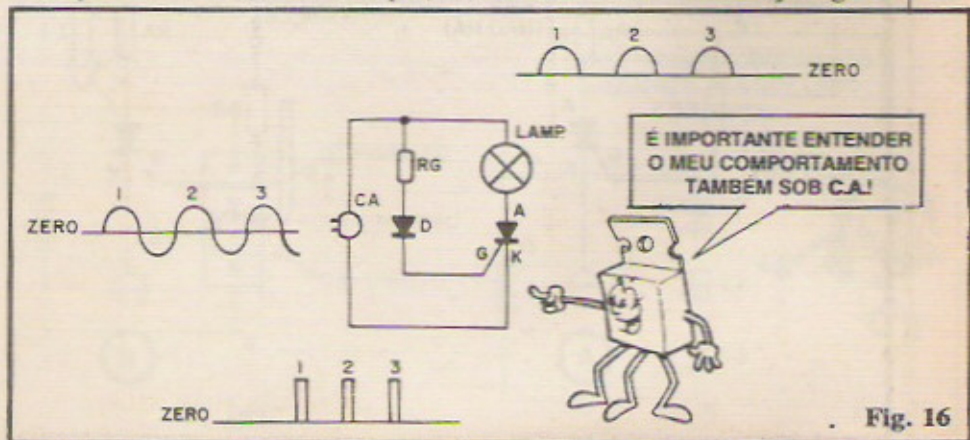 1 2 3
ZERO
LAMP
É IMPORTANTE ENTENDER
O MEU COMPORTAMENTO
TAMBÉM SOB C.A.!
RG
1 2 3
CA
A
ZERO
D
G K
1 2 3
ZERO
Fig. 16